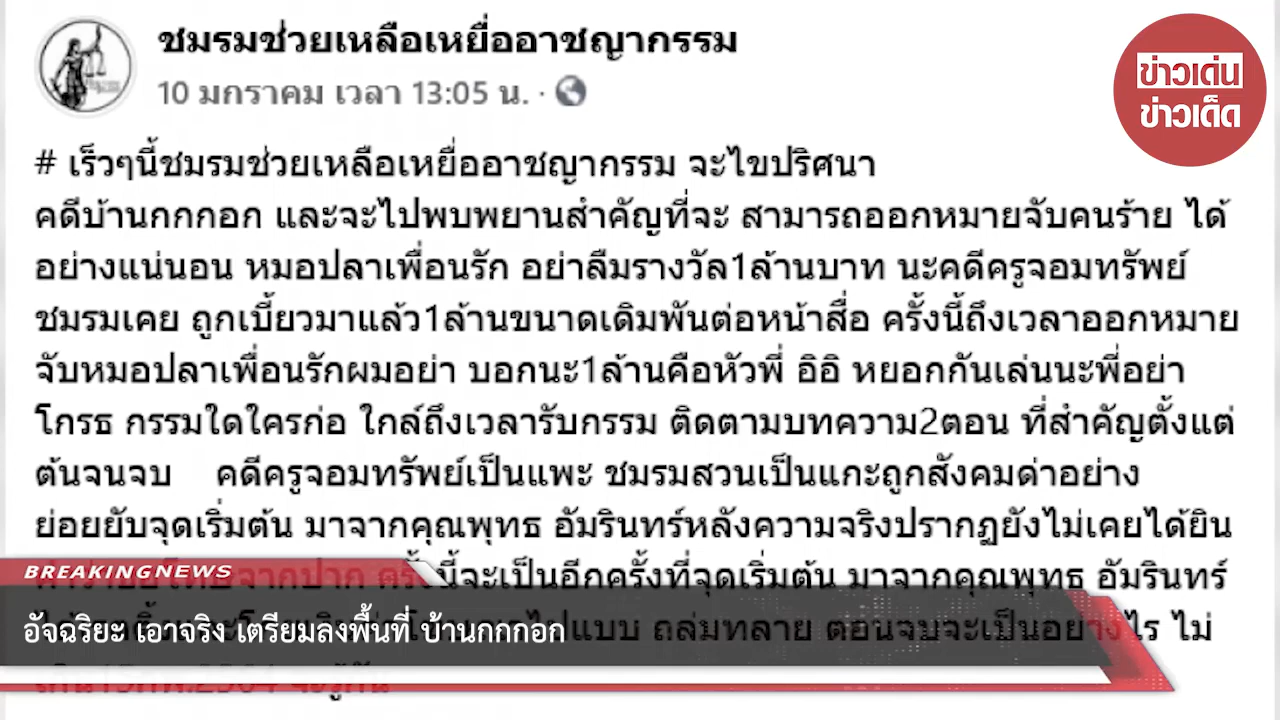 ชมรมช่วยเหลือเหยื่ออาชญากรรม
10 มกราคม เวลา 13:05 น. ·
ข่าวเด่น
ข่าวเด็ด
# เร็วๆนี้ชมรมช่วยเหลือเหยื่ออาชญากรรม จะไขปริศนา
คดีบ้านกกกอก และจะไปพบพยานสำคัญที่จะ สามารถออกหมายจับคนร้าย ได้
อย่างแน่นอน หมอปลาเพื่อนรัก อย่าลืมรางวัล1ล้านบาท นะคดีครูจอมทรัพย์
ชมรมเคย ถูกเบี้ยวมาแล้ว1ล้านขนาดเดิมพันต่อหน้าสื่อ ครั้งนี้ถึงเวลาออกหมาย
จับหมอปลาเพื่อนรักผมอย่า บอกนะ1ล้านคือหัวพี่ อิอิ หยอกกันเล่นนะพี่อย่า
โกรธ กรรมใดใครก่อ ใกล้ถึงเวลารับกรรม ติดตามบทความ2ตอน ที่สำคัญตั้งแต่
ต้นจนจบ คดีครูจอมทรัพย์เป็นแพะ ชมรมสวนเป็นแกะถูกสังคมด่าอย่าง
ย่อยยับจุดเริ่มต้น มาจากคุณพุทธ อัมรินทร์หลังความจริงปรากฏยังไม่เคยได้ยิน
จากปาก ครั้งนี้จะเป็นอีกครั้งที่จุดเริ่มต้น มาจากคุณพุทธ อัมรินทร์
ถล่มทลาย ตอนจบจะเป็นอย่างไร ไม่
BREAKING NEWS
อัจฉริยะ เอาจริง เตรียมลงพื้นที่ บ้านกกกอก